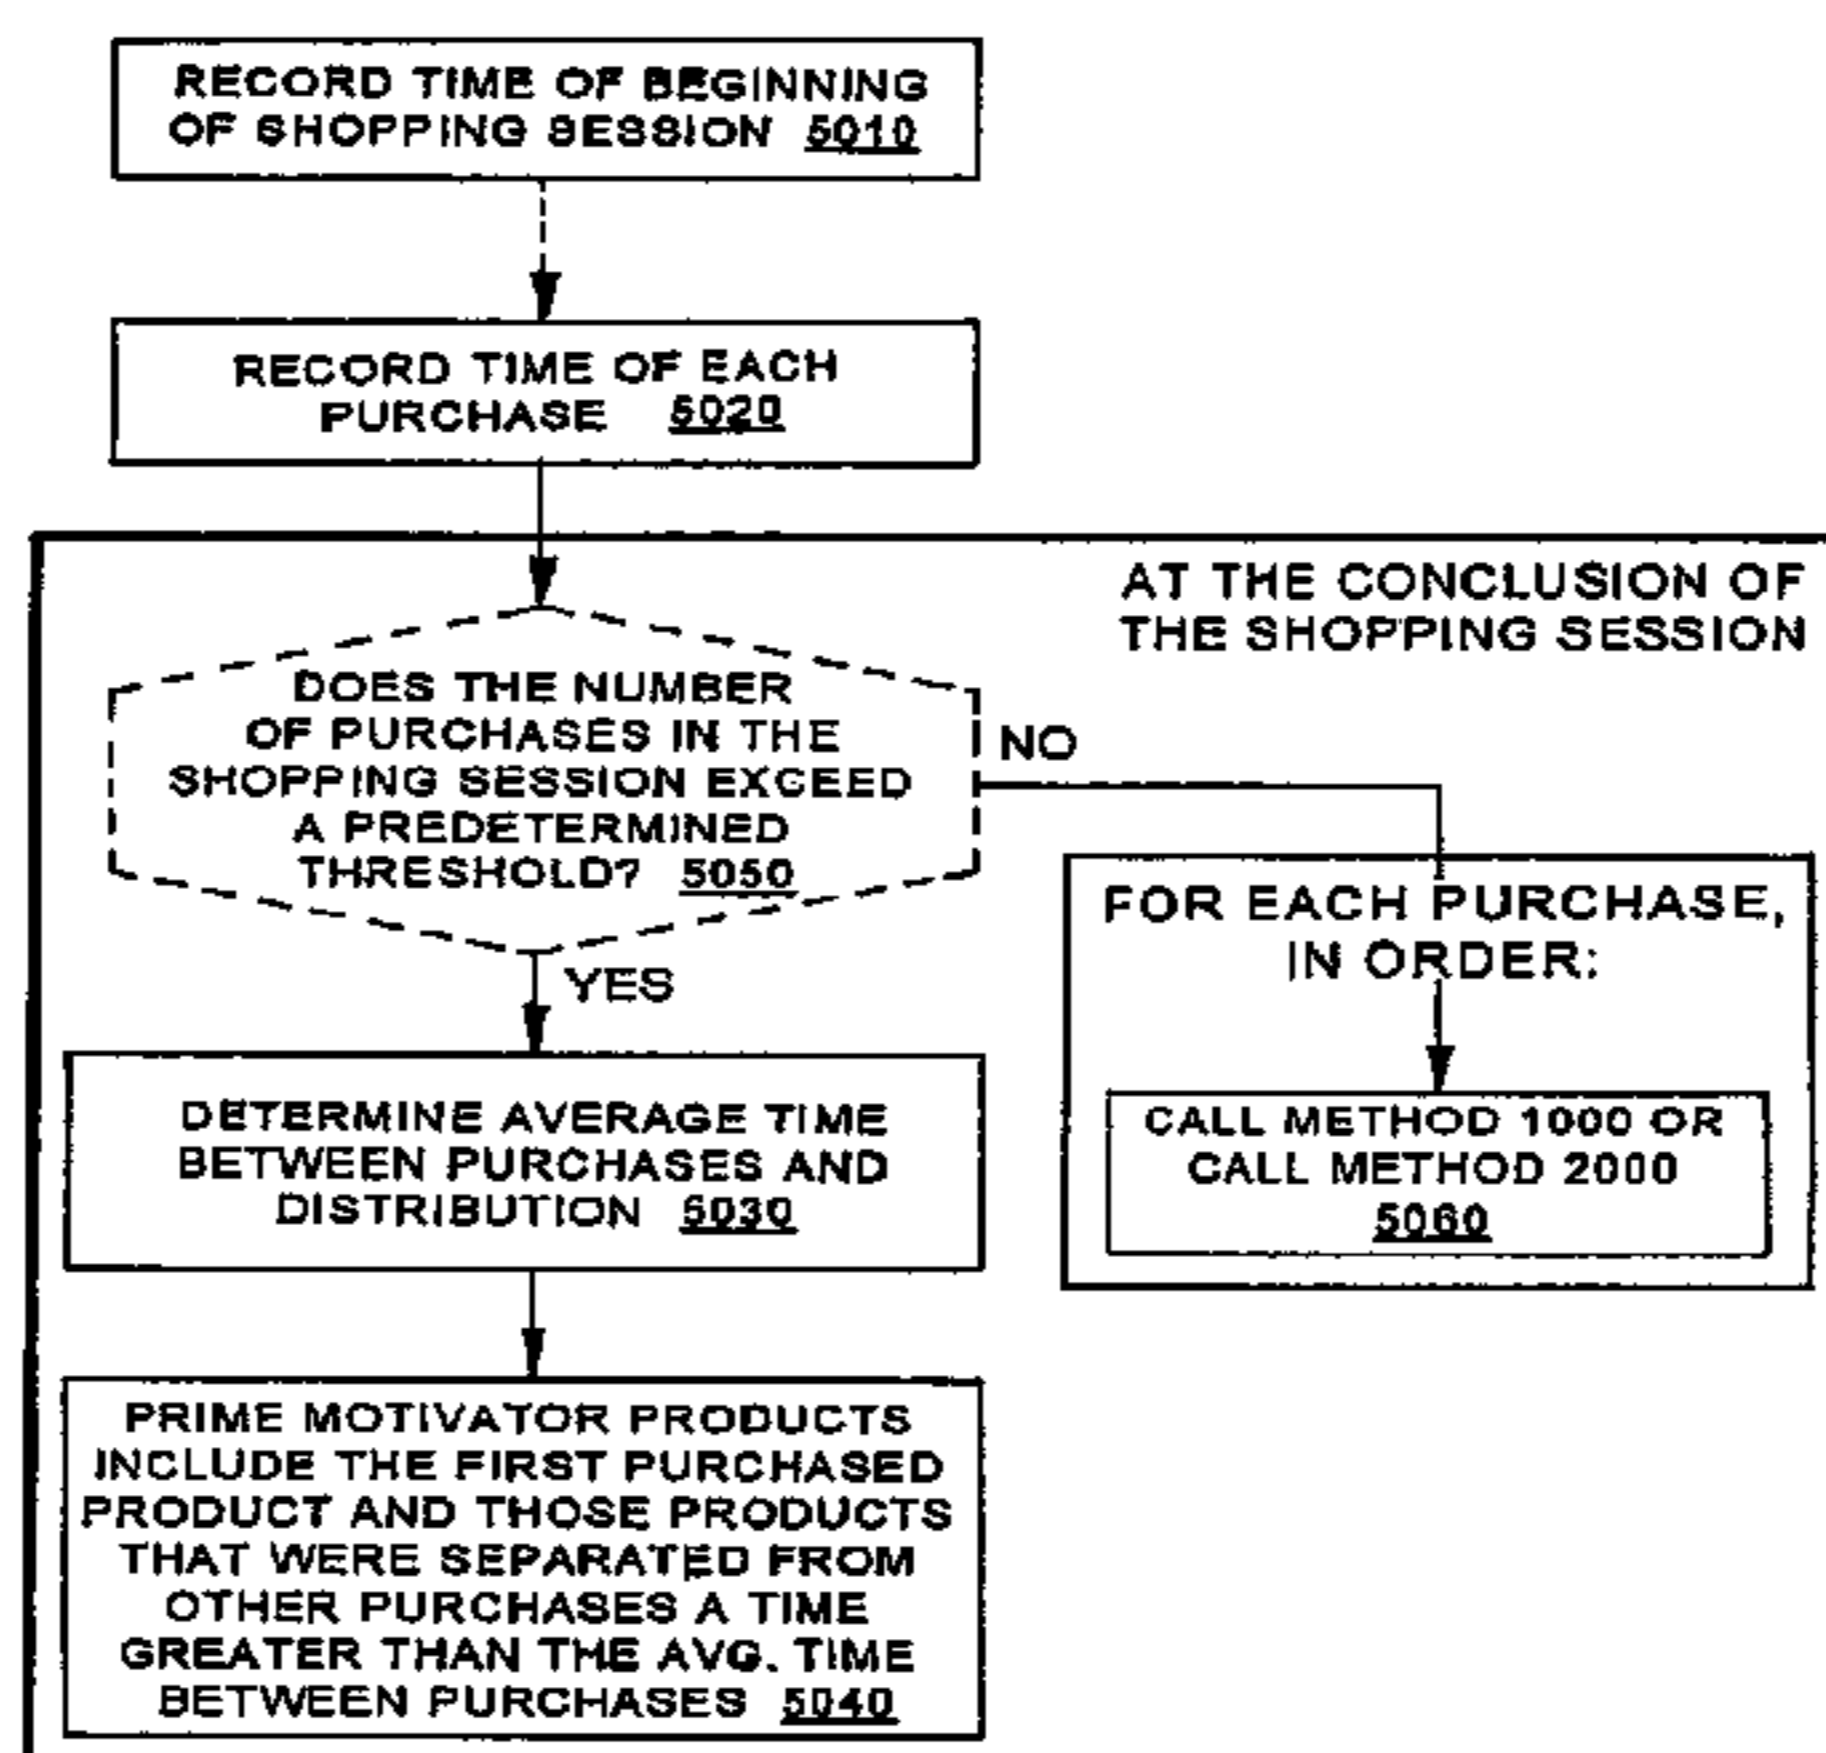 RECORD TIME OF BEGINNING
OF SHOPPING SESSION 5010
RECORD TIME OF EACH
PURCHASE 5020
AT THE CONCLUSION OF
THE SHOPPING SESSION
DOES THE NUMBER
OF PURCHASES IN THE
SHOPPING SESSION EXCEED
A PREDETERMINED
THRESHOLD? 5050
NO
YES
FOR EACH PURCHASE,
IN ORDER:
CALL METHOD 1000 OR
CALL METHOD 2000
5060
DETERMINE AVERAGE TIME
BETWEEN PURCHASES AND
DISTRIBUTION 5030
PRIME MOTIVATOR PRODUCTS
INCLUDE THE FIRST PURCHASED
PRODUCT AND THOSE PRODUCTS
THAT WERE SEPARATED FROM
OTHER PURCHASES A TIME
GREATER THAN THE AVG. TIME
BETWEEN PURCHASES 5040